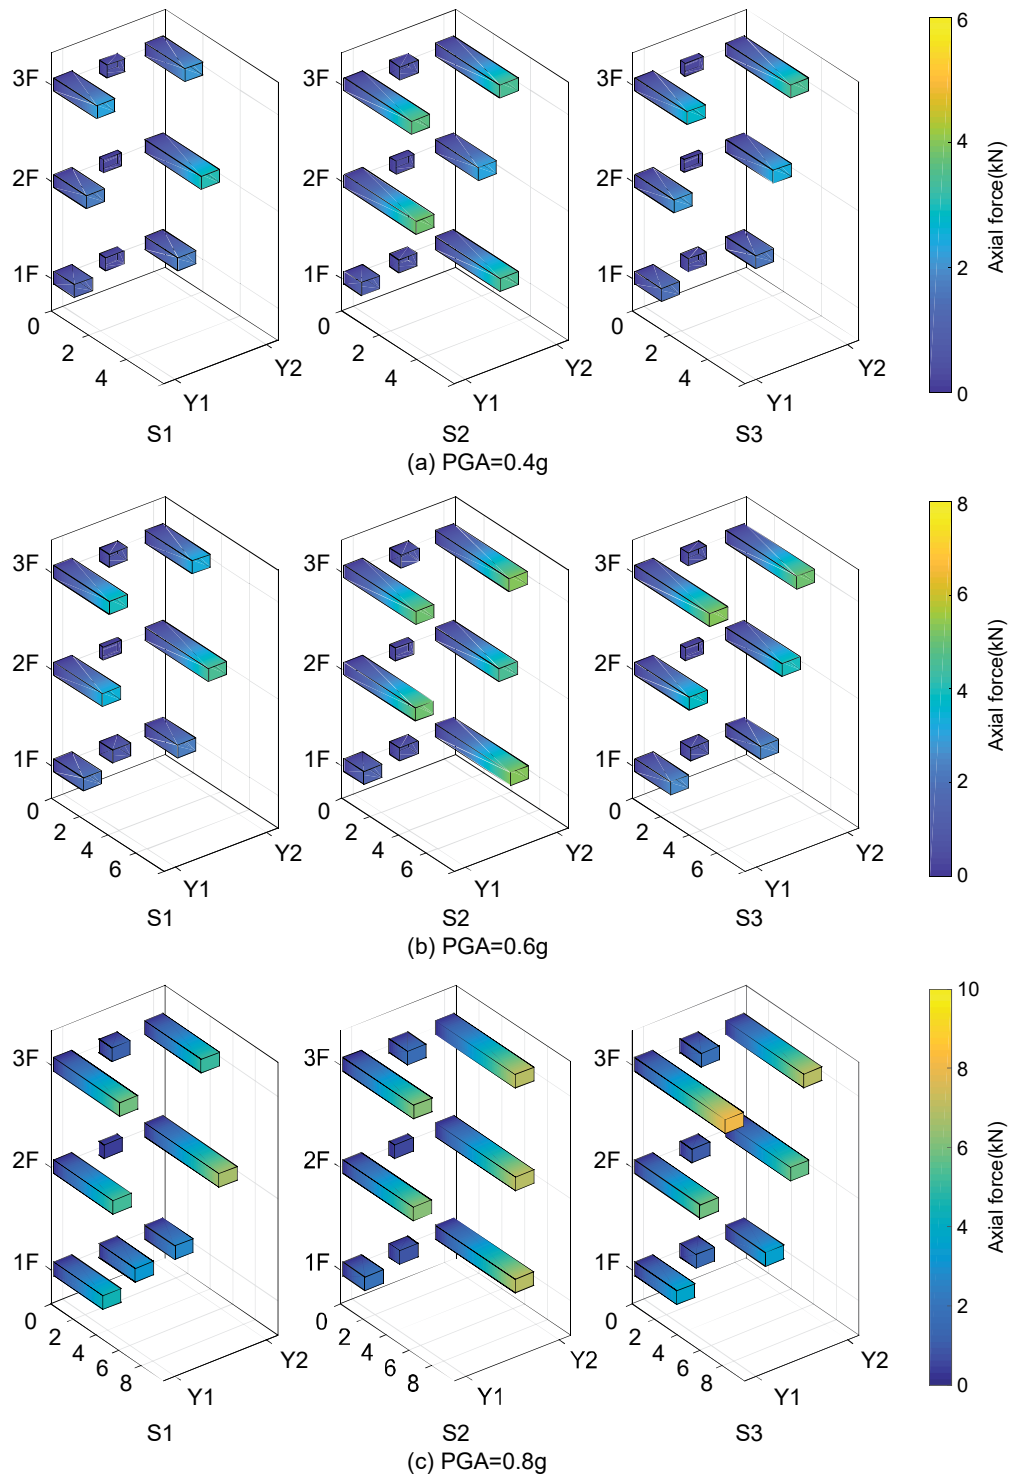 3F
2F
1F
0
2
4
Y1
Y2
S1
3F
2F
1F
0
2
4
Y1
Y2
S2
3F
2F
1F
0
2
4
Y1
Y2
S3
6
4
2
0
Axial force(kN)
(a) PGA=0.4g
3F
2F
1F
0
2
4
6
Y1
Y2
S1
3F
2F
1F
0
2
4
6
Y1
Y2
S2
3F
2F
1F
0
2
4
6
Y1
Y2
S3
8
6
4
2
0
Axial force(kN)
(b) PGA=0.6g
3F
2F
1F
0
2
4
6
8
Y1
Y2
S1
3F
2F
1F
0
2
4
6
8
Y1
Y2
S2
3F
2F
1F
0
2
4
6
8
Y1
Y2
S3
10
8
6
4
2
0
Axial force(kN)
(c) PGA=0.8g